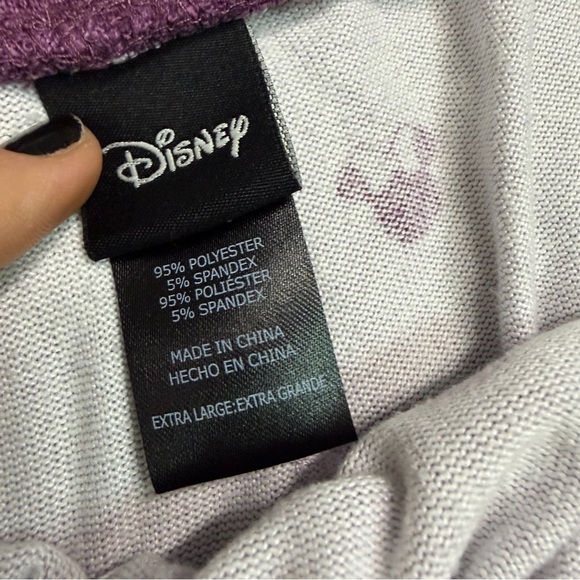 Disney
95% POLYESTER
5% SPANDEX
95% POLIÉSTER
5% SPANDEX
MADE IN CHINA
HECHO EN CHINA
EXTRA LARGE:EXTRA GRANDE